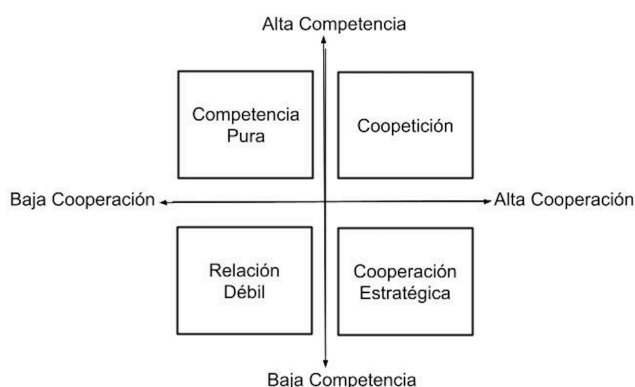 Alta Competencia
Competencia
Pura
Coopetición
Baja Cooperación
Alta Cooperación
Relación
Débil
Cooperación
Estratégica
Baja Competencia